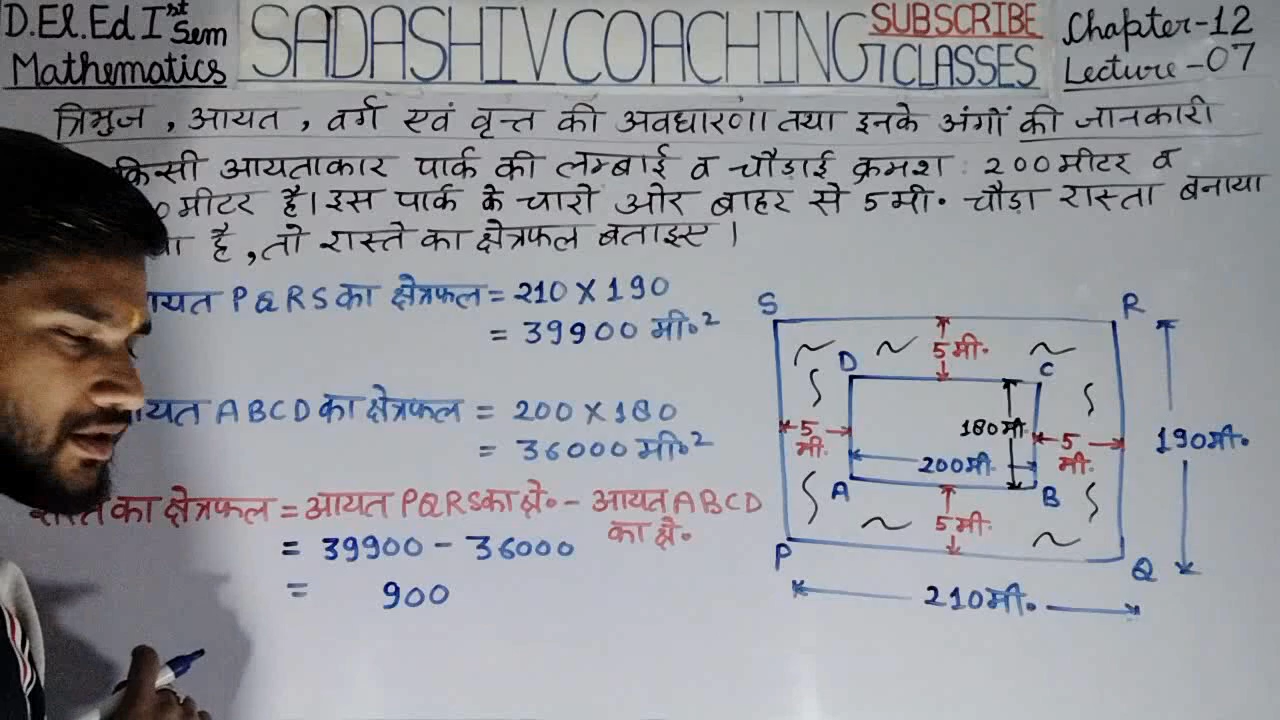 D.El.Ed Ist Sem
Mathematics
SADASHIV COACHING CLASSES
SUBSCRIBE
Chapter-12
Lecture-07
त्रिभुज, आयत, वर्ग एवं वृत्त की अवधारणा तथा इनके अंगों की जानकारी
किसी आयताकार पार्क की लम्बाई व चौड़ाई क्रमश: 200 मीटर व
मीटर है। इस पार्क के चारो ओर बाहर से 5 मी. चौड़ा रास्ता बनाया
है, तो रास्ते का क्षेत्रफल बताइए।
PQRS का क्षेत्रफल = 210 X 190
= 39900 मी.²
ABCD का क्षेत्रफल = 200 X 180
= 36000 मी.²
का क्षेत्रफल = आयत PQRS का क्षे. - आयत ABCD
का क्षे.
= 39900 - 36000
= 900
S
R
5 मी.
D
C
180 मी.
5
मी.
5
मी.
190 मी.
200 मी.
A
B
5 मी.
P
Q
210 मी.